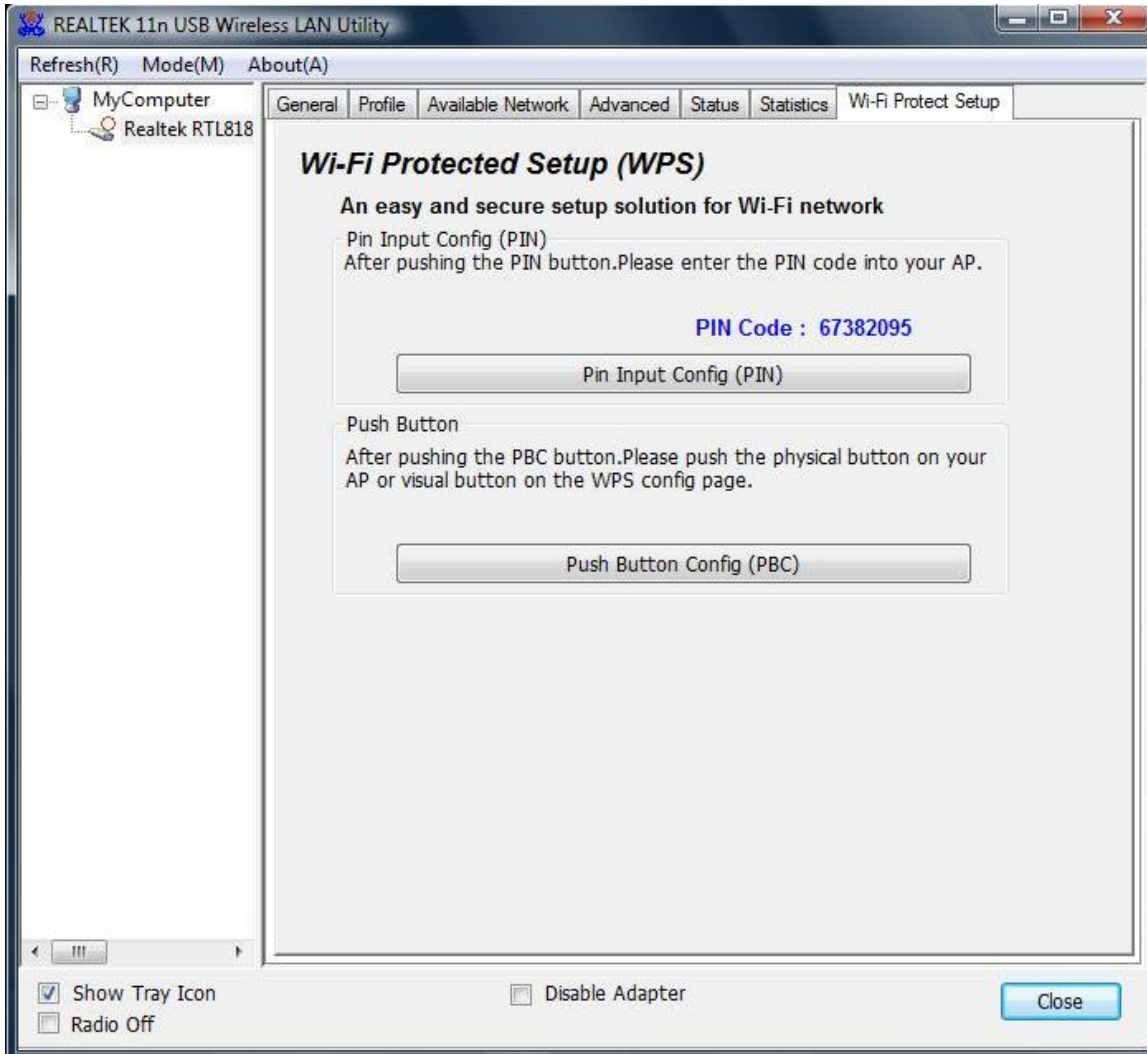 REALTEK 11n USB Wireless LAN Utility
Refresh(R) Mode(M) About(A)
MyComputer
Realtek RTL818
General Profile Available Network Advanced Status Statistics Wi-Fi Protect Setup
Wi-Fi Protected Setup (WPS)
An easy and secure setup solution for Wi-Fi network
Pin Input Config (PIN)
After pushing the PIN button.Please enter the PIN code into your AP.
PIN Code : 67382095
Pin Input Config (PIN)
Push Button
After pushing the PBC button.Please push the physical button on your
AP or visual button on the WPS config page.
Push Button Config (PBC)
Show Tray Icon
Radio Off
Disable Adapter
Close